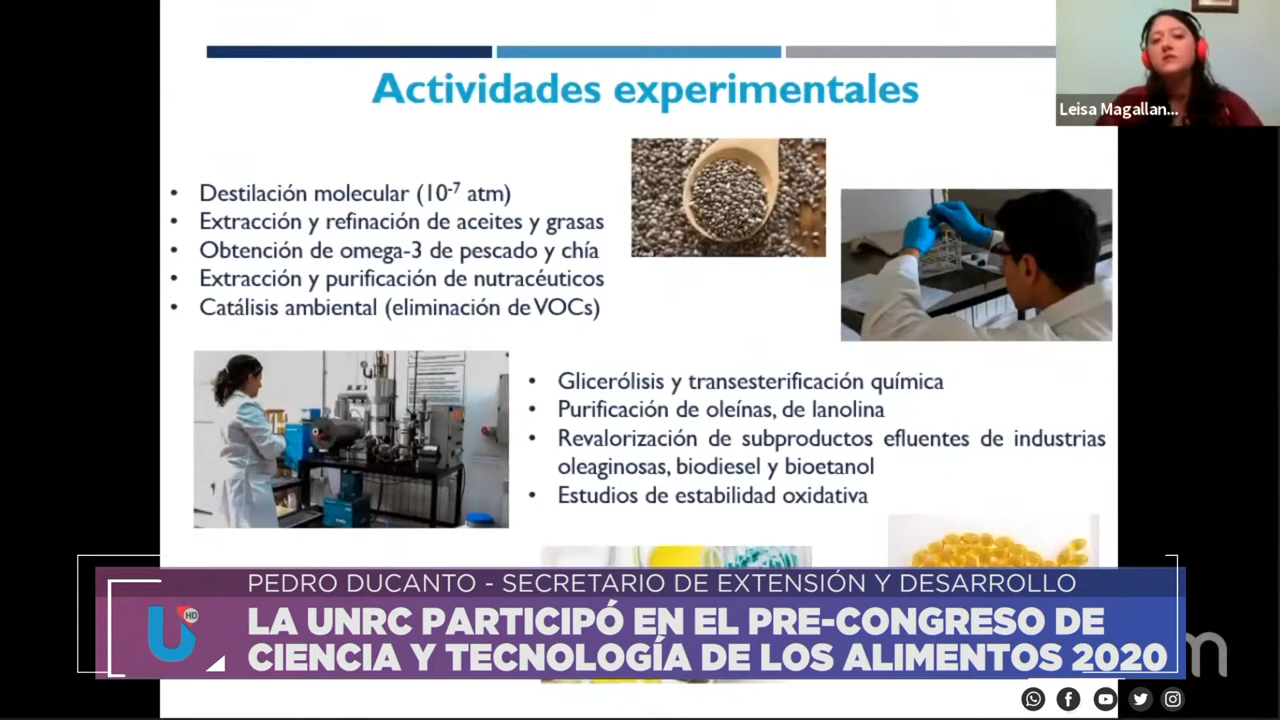 Actividades experimentales
Leisa Magallan...
• Destilación molecular (10⁻⁷ atm)
• Extracción y refinación de aceites y grasas
• Obtención de omega-3 de pescado y chía
• Extracción y purificación de nutracéuticos
• Catálisis ambiental (eliminación de VOCs)
• Glicerólisis y transesterificación química
• Purificación de oleínas, de lanolina
• Revalorización de subproductos efluentes de industrias
oleaginosas, biodiesel y bioetanol
• Estudios de estabilidad oxidativa
PEDRO DUCANTO - SECRETARIO DE EXTENSIÓN Y DESARROLLO
U HD
LA UNRC PARTICIPÓ EN EL PRE-CONGRESO DE
CIENCIA Y TECNOLOGÍA DE LOS ALIMENTOS 2020
m